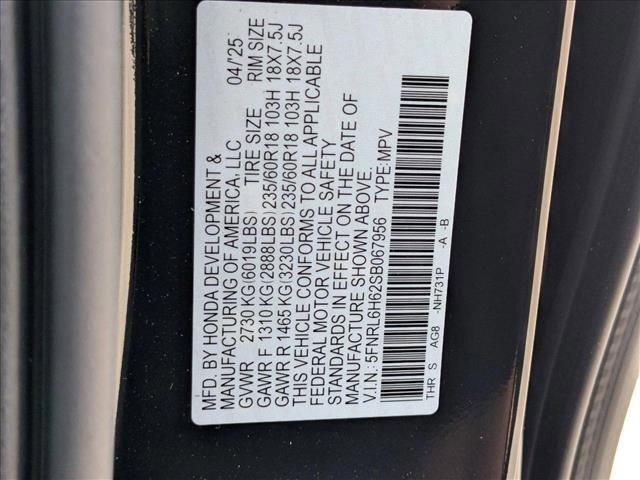 MFD. BY HONDA DEVELOPMENT &
MANUFACTURING OF AMERICA, LLC 04/'25
GVWR 2730 KG(6019LBS) TIRE SIZE RIM SIZE
GAWR F 1310 KG(2888LBS)235/60R18 103H 18X7.5J
GAWR R 1465 KG(3230LBS)235/60R18 103H 18X7.5J
THIS VEHICLE CONFORMS TO ALL APPLICABLE
FEDERAL MOTOR VEHICLE SAFETY
STANDARDS IN EFFECT ON THE DATE OF
MANUFACTURE SHOWN ABOVE.
V.I.N.: 5FNRL6H62SB067956 TYPE:MPV
THR S AG8 -NH731P -A -B